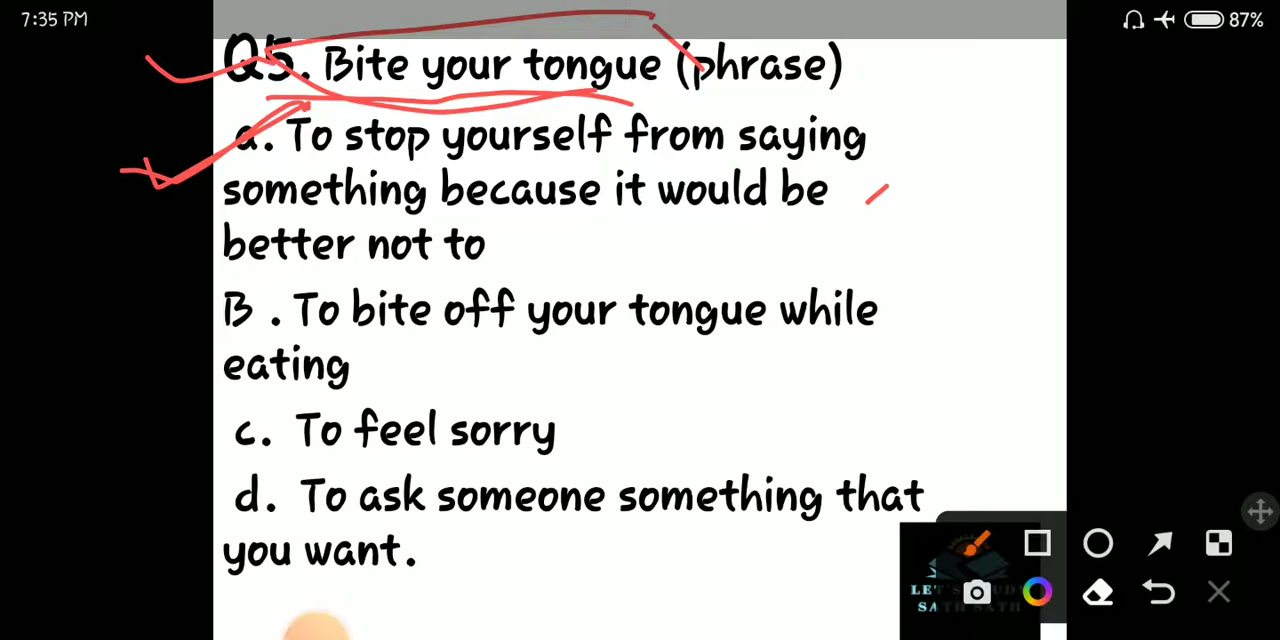 7:35 PM
87%
Q5. Bite your tongue (phrase)
a. To stop yourself from saying
something because it would be
better not to
B . To bite off your tongue while
eating
c. To feel sorry
d. To ask someone something that
you want.
SATH SATH